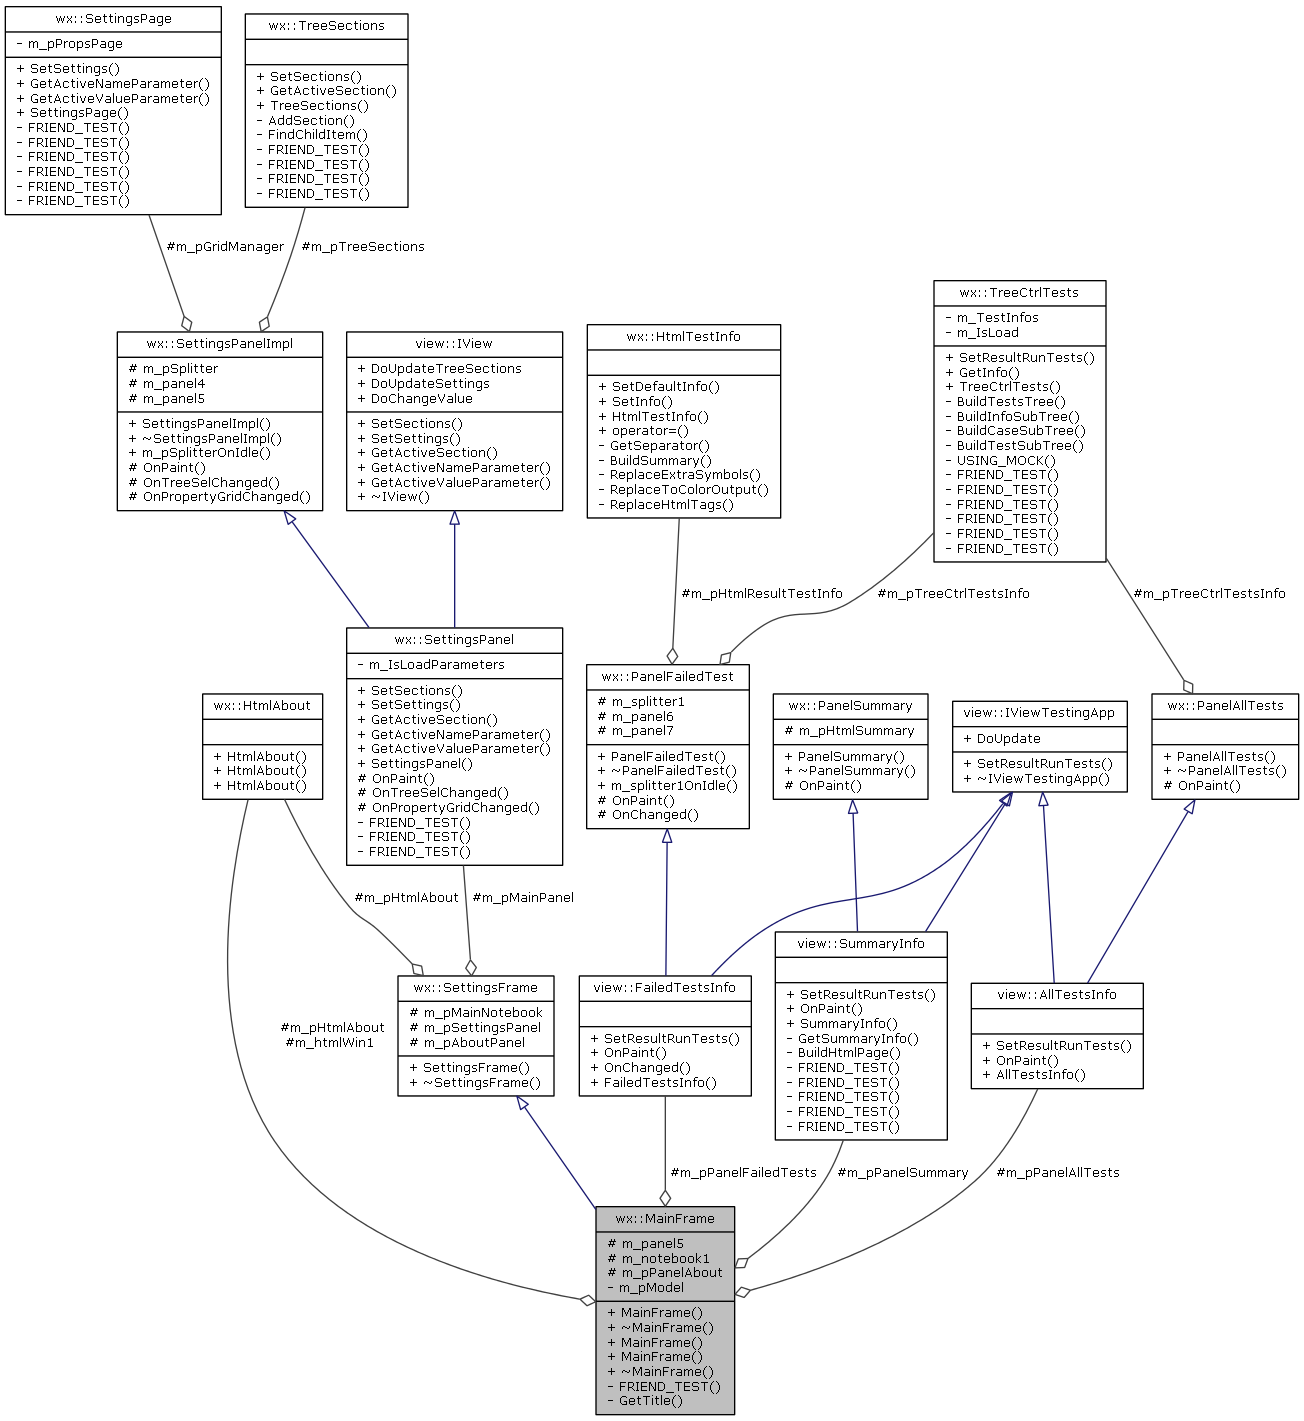 wx::SettingsPage
- m_pPropsPage
+ SetSettings()
+ GetActiveNameParameter()
+ GetActiveValueParameter()
+ SettingsPage()
- FRIEND_TEST()
- FRIEND_TEST()
- FRIEND_TEST()
- FRIEND_TEST()
- FRIEND_TEST()
- FRIEND_TEST()
wx::TreeSections
+ SetSections()
+ GetActiveSection()
+ TreeSections()
- AddSection()
- FindChildItem()
- FRIEND_TEST()
- FRIEND_TEST()
- FRIEND_TEST()
- FRIEND_TEST()
#m_pGridManager
#m_pTreeSections
wx::SettingsPanelImpl
# m_pSplitter
# m_panel4
# m_panel5
+ SettingsPanelImpl()
+ ~SettingsPanelImpl()
+ m_pSplitterOnIdle()
# OnPaint()
# OnTreeSelChanged()
# OnPropertyGridChanged()
view::IView
+ DoUpdateTreeSections
+ DoUpdateSettings
+ DoChangeValue
+ SetSections()
+ SetSettings()
+ GetActiveSection()
+ GetActiveNameParameter()
+ GetActiveValueParameter()
+ ~IView()
wx::HtmlTestInfo
+ SetDefaultInfo()
+ SetInfo()
+ HtmlTestInfo()
+ operator=()
- GetSeparator()
- BuildSummary()
- ReplaceExtraSymbols()
- ReplaceToColorOutput()
- ReplaceHtmlTags()
wx::TreeCtrlTests
- m_TestInfos
- m_IsLoad
+ SetResultRunTests()
+ GetInfo()
+ TreeCtrlTests()
- BuildTestsTree()
- BuildInfoSubTree()
- BuildCaseSubTree()
- BuildTestSubTree()
- USING_MOCK()
- FRIEND_TEST()
- FRIEND_TEST()
- FRIEND_TEST()
- FRIEND_TEST()
- FRIEND_TEST()
- FRIEND_TEST()
#m_pHtmlResultTestInfo
#m_pTreeCtrlTestsInfo
#m_pTreeCtrlTestsInfo
wx::HtmlAbout
+ HtmlAbout()
+ HtmlAbout()
+ HtmlAbout()
wx::SettingsPanel
- m_IsLoadParameters
+ SetSections()
+ SetSettings()
+ GetActiveSection()
+ GetActiveNameParameter()
+ GetActiveValueParameter()
+ SettingsPanel()
# OnPaint()
# OnTreeSelChanged()
# OnPropertyGridChanged()
- FRIEND_TEST()
- FRIEND_TEST()
- FRIEND_TEST()
wx::PanelFailedTest
# m_splitter1
# m_panel6
# m_panel7
+ PanelFailedTest()
+ ~PanelFailedTest()
+ m_splitter1OnIdle()
# OnPaint()
# OnChanged()
wx::PanelSummary
# m_pHtmlSummary
+ PanelSummary()
+ ~PanelSummary()
# OnPaint()
view::IViewTestingApp
+ DoUpdate
+ SetResultRunTests()
+ ~IViewTestingApp()
wx::PanelAllTests
+ PanelAllTests()
+ ~PanelAllTests()
# OnPaint()
#m_pHtmlAbout
#m_pMainPanel
#m_pHtmlAbout
#m_htmlWin1
wx::SettingsFrame
# m_pMainNotebook
# m_pSettingsPanel
# m_pAboutPanel
+ SettingsFrame()
+ ~SettingsFrame()
view::FailedTestsInfo
+ SetResultRunTests()
+ OnPaint()
+ OnChanged()
+ FailedTestsInfo()
view::SummaryInfo
+ SetResultRunTests()
+ OnPaint()
+ SummaryInfo()
- GetSummaryInfo()
- BuildHtmlPage()
- FRIEND_TEST()
- FRIEND_TEST()
- FRIEND_TEST()
- FRIEND_TEST()
- FRIEND_TEST()
view::AllTestsInfo
+ SetResultRunTests()
+ OnPaint()
+ AllTestsInfo()
#m_pPanelFailedTests
#m_pPanelSummary
#m_pPanelAllTests
wx::MainFrame
# m_panel5
# m_notebook1
# m_pPanelAbout
- m_pModel
+ MainFrame()
+ ~MainFrame()
+ MainFrame()
+ MainFrame()
+ ~MainFrame()
- FRIEND_TEST()
- GetTitle()